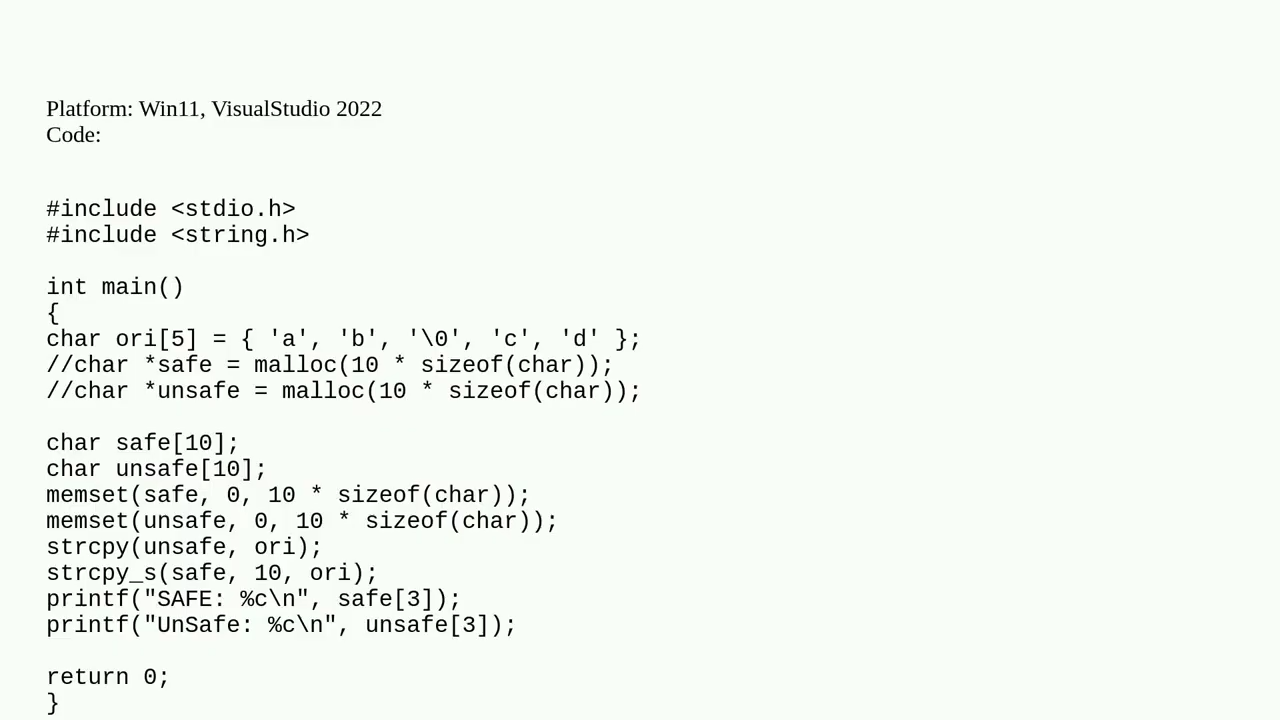 Platform: Win11, VisualStudio 2022
Code:
#include <stdio.h>
#include <string.h>
int main()
{
char ori[5] = { 'a', 'b', '\0', 'c', 'd' };
//char *safe = malloc(10 * sizeof(char));
//char *unsafe = malloc(10 * sizeof(char));
char safe[10];
char unsafe[10];
memset(safe, 0, 10 * sizeof(char));
memset(unsafe, 0, 10 * sizeof(char));
strcpy(unsafe, ori);
strcpy_s(safe, 10, ori);
printf("SAFE: %c\n", safe[3]);
printf("UnSafe: %c\n", unsafe[3]);
return 0;
}